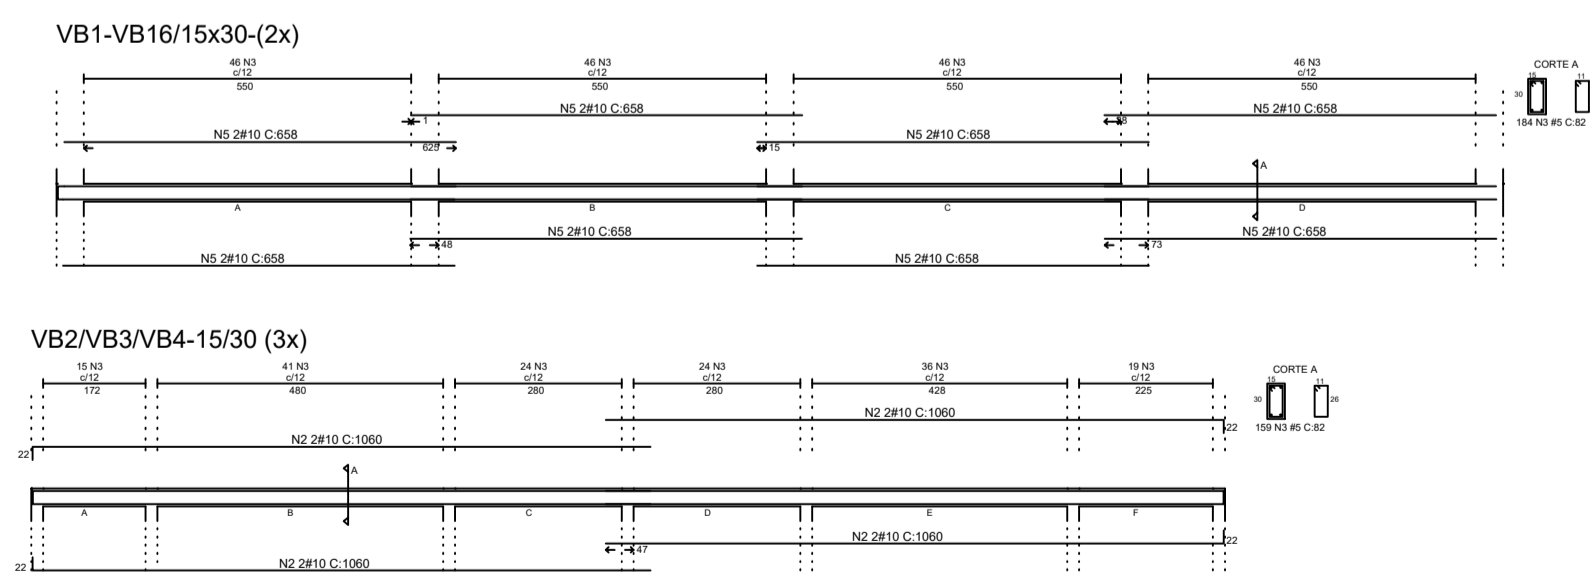 VB1-VB16/15x30-(2x)
46 N3
c/12
550
46 N3
c/12
550
46 N3
c/12
550
46 N3
c/12
550
CORTE A
15
11
30
184 N3 #5 C:82
N5 2#10 C:658
N5 2#10 C:658
1
N5 2#10 C:658
N5 2#10 C:658
625
15
A
A
B
C
D
N5 2#10 C:658
N5 2#10 C:658
48
73
N5 2#10 C:658
N5 2#10 C:658
VB2/VB3/VB4-15/30 (3x)
15 N3
c/12
172
41 N3
c/12
480
24 N3
c/12
280
24 N3
c/12
280
36 N3
c/12
428
19 N3
c/12
225
CORTE A
15
11
30
26
159 N3 #5 C:82
N2 2#10 C:1060
22
N2 2#10 C:1060
22
A
A
B
C
D
E
F
N2 2#10 C:1060
22
47
N2 2#10 C:1060
22